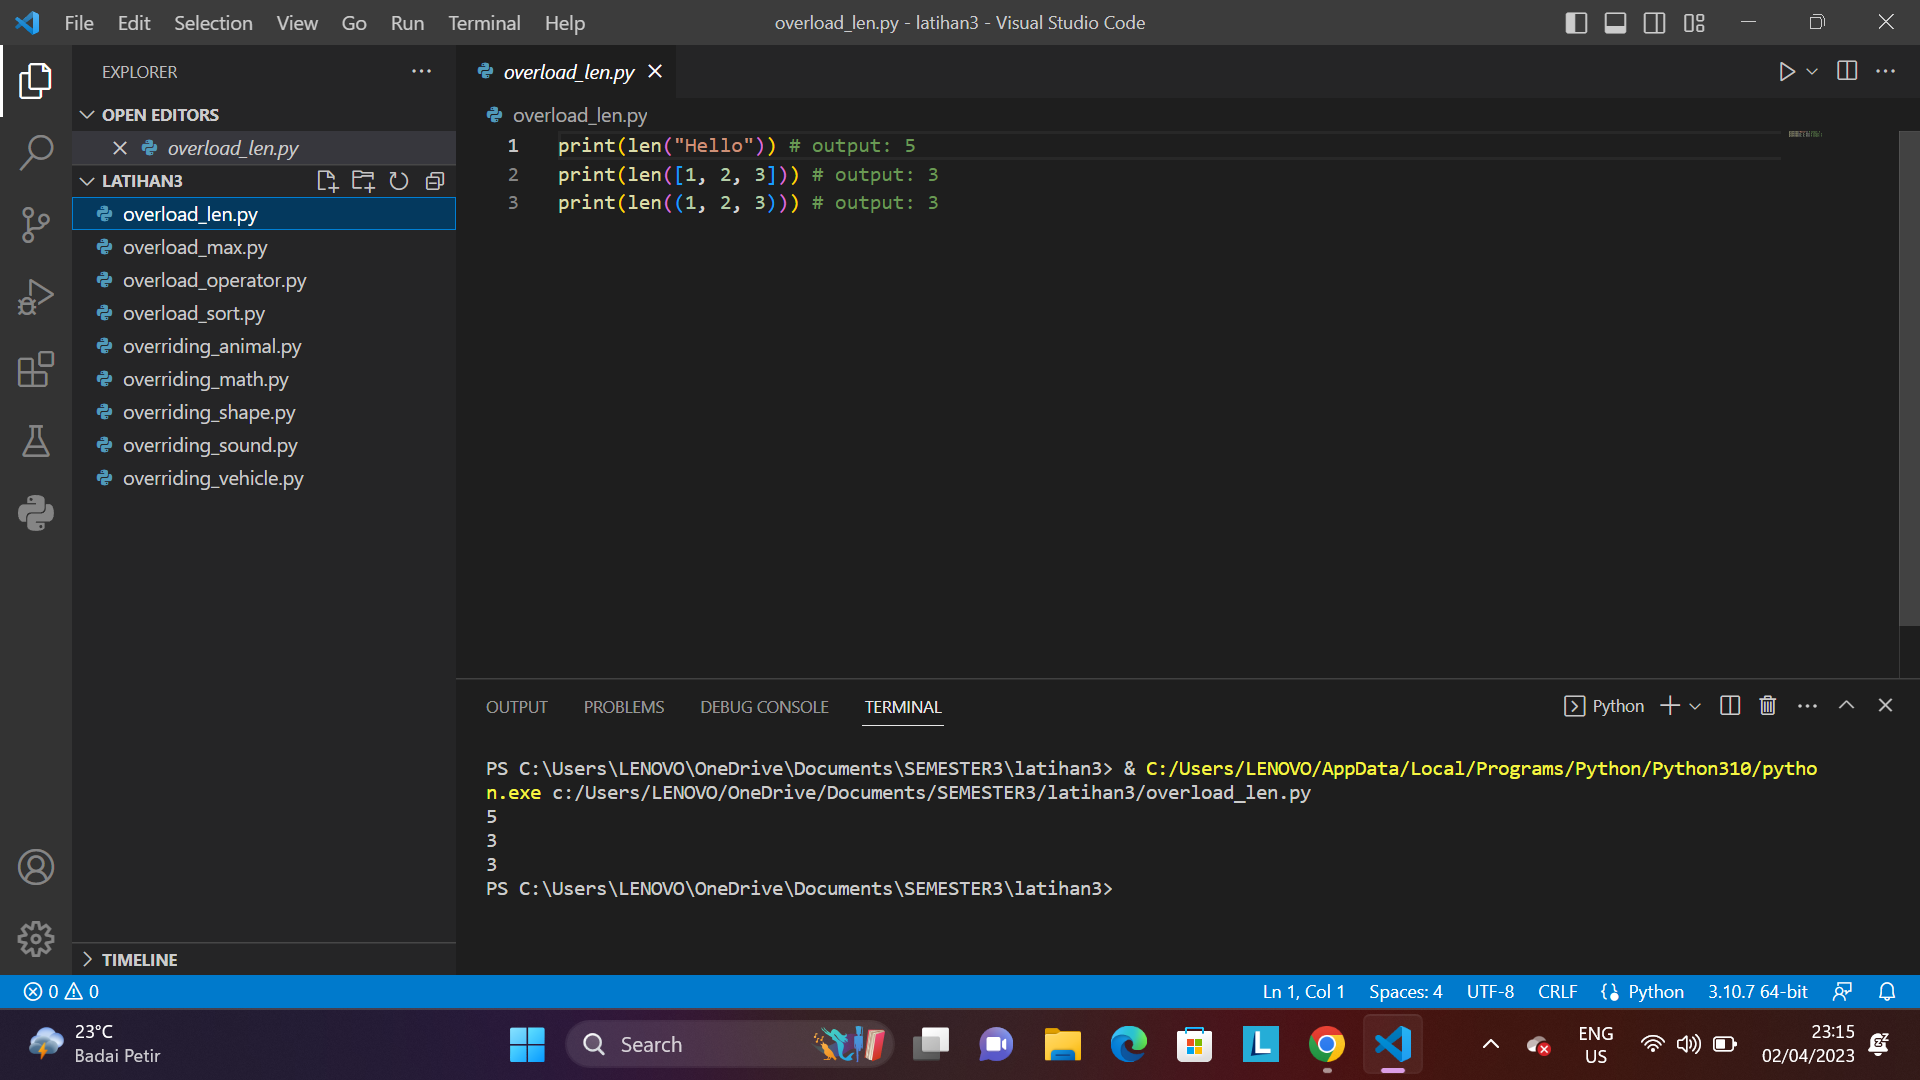 File Edit Selection View Go Run Terminal Help
overload_len.py - latihan3 - Visual Studio Code
EXPLORER
OPEN EDITORS
overload_len.py
LATIHAN3
overload_len.py
overload_max.py
overload_operator.py
overload_sort.py
overriding_animal.py
overriding_math.py
overriding_shape.py
overriding_sound.py
overriding_vehicle.py
TIMELINE
overload_len.py
overload_len.py
1 print(len("Hello")) # output: 5
2 print(len([1, 2, 3])) # output: 3
3 print(len((1, 2, 3))) # output: 3
OUTPUT PROBLEMS DEBUG CONSOLE TERMINAL
Python
PS C:\Users\LENOVO\OneDrive\Documents\SEMESTER3\latihan3> & C:/Users/LENOVO/AppData/Local/Programs/Python/Python310/pytho
n.exe c:/Users/LENOVO/OneDrive/Documents/SEMESTER3/latihan3/overload_len.py
5
3
3
PS C:\Users\LENOVO\OneDrive\Documents\SEMESTER3\latihan3>
0 0
Ln 1, Col 1 Spaces: 4 UTF-8 CRLF Python 3.10.7 64-bit
23°C
Badai Petir
Search
L
ENG
US
23:15
02/04/2023